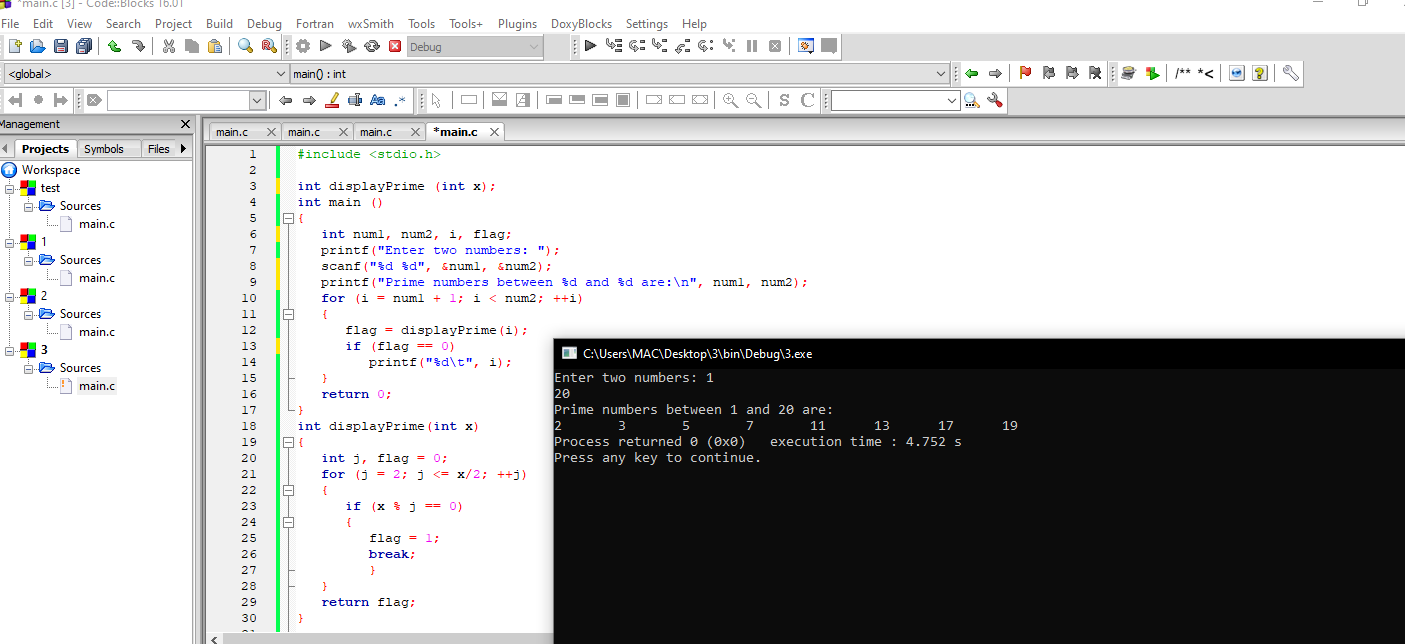 *main.c [3] - Code::Blocks 16.01
File Edit View Search Project Build Debug Fortran wxSmith Tools Tools+ Plugins DoxyBlocks Settings Help
Debug
<global> main() : int
/** *<
Aa .*
S C
Management
main.c main.c main.c *main.c
Projects Symbols Files
Workspace
test
Sources
main.c
1
Sources
main.c
2
Sources
main.c
3
Sources
main.c
1 #include <stdio.h>
2
3 int displayPrime (int x);
4 int main ()
5 {
6 int num1, num2, i, flag;
7 printf("Enter two numbers: ");
8 scanf("%d %d", &num1, &num2);
9 printf("Prime numbers between %d and %d are:\n", num1, num2);
10 for (i = num1 + 1; i < num2; ++i)
11 {
12 flag = displayPrime(i);
13 if (flag == 0)
14 printf("%d\t", i);
15 }
16 return 0;
17 }
18 int displayPrime(int x)
19 {
20 int j, flag = 0;
21 for (j = 2; j <= x/2; ++j)
22 {
23 if (x % j == 0)
24 {
25 flag = 1;
26 break;
27 }
28 }
29 return flag;
30 }
31
C:\Users\MAC\Desktop\3\bin\Debug\3.exe
Enter two numbers: 1
20
Prime numbers between 1 and 20 are:
2 3 5 7 11 13 17 19
Process returned 0 (0x0) execution time : 4.752 s
Press any key to continue.